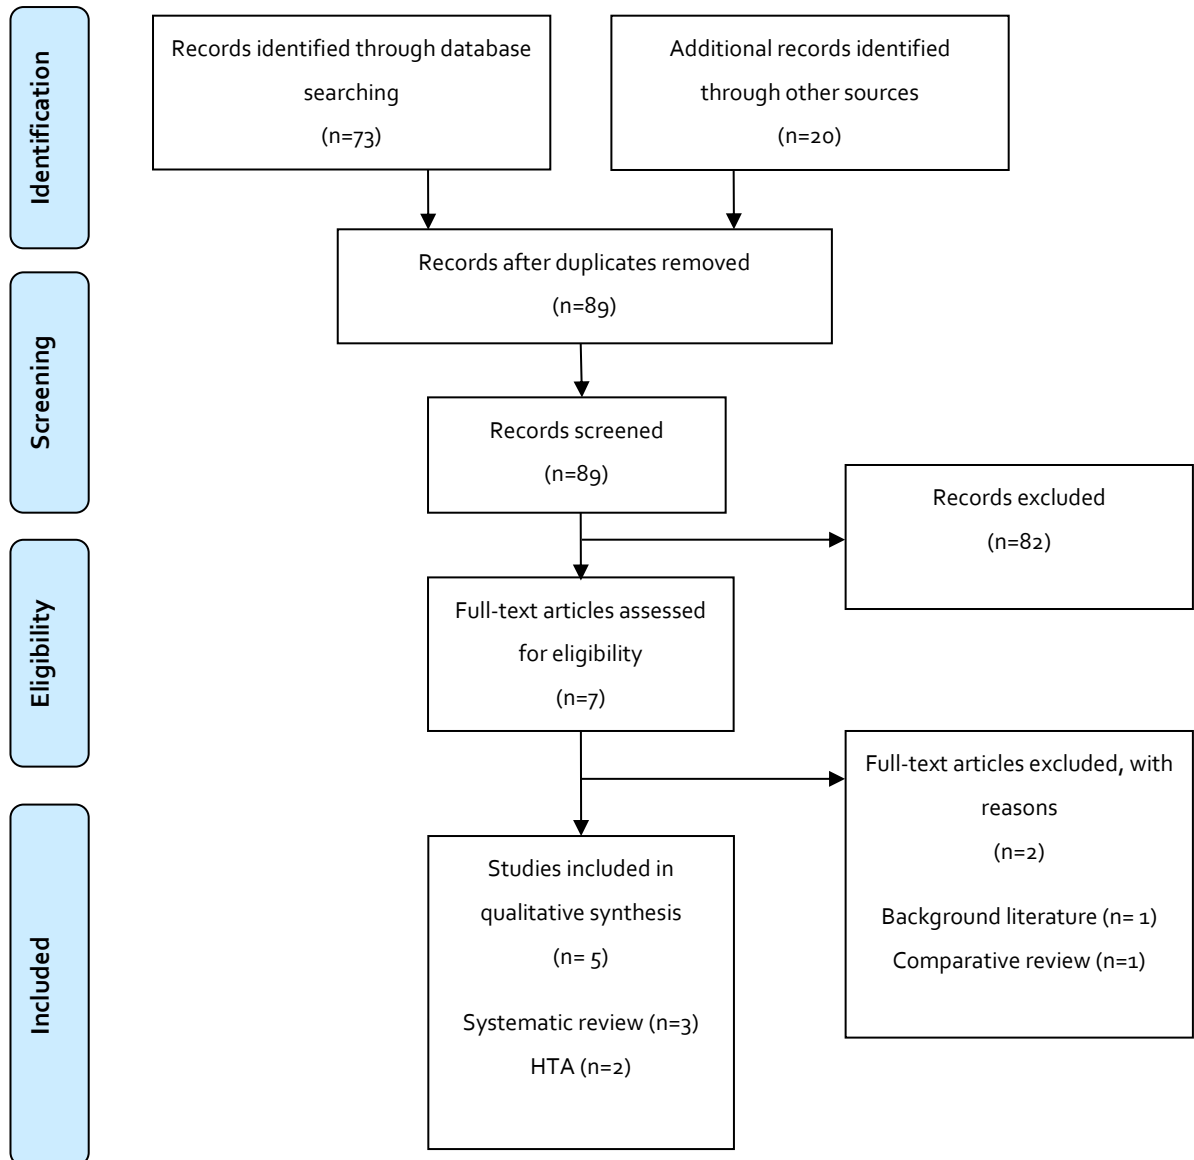 Identification
Records identified through database
searching
(n=73)
Additional records identified
through other sources
(n=20)
Records after duplicates removed
(n=89)
Screening
Records screened
(n=89)
Records excluded
(n=82)
Eligibility
Full-text articles assessed
for eligibility
(n=7)
Full-text articles excluded, with
reasons
(n=2)
Background literature (n= 1)
Comparative review (n=1)
Included
Studies included in
qualitative synthesis
(n= 5)
Systematic review (n=3)
HTA (n=2)